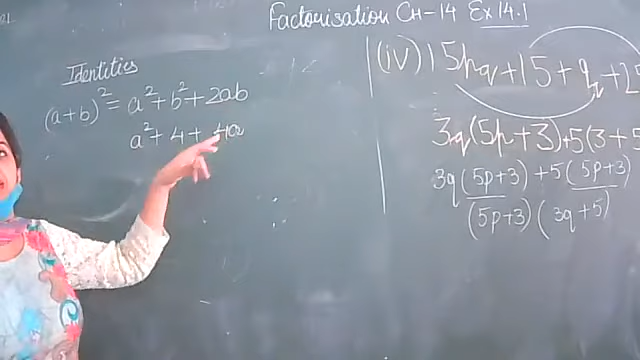 Factorisation CH-14 Ex 14.1
Identities
(a+b)² = a² + b² + 2ab
a² + 4 + 4a
(iv) 15pq + 15 + q + 25
3q(5p+3) + 5(3+5
3q(5p+3) + 5(5p+3)
(5p+3)(3q+5)